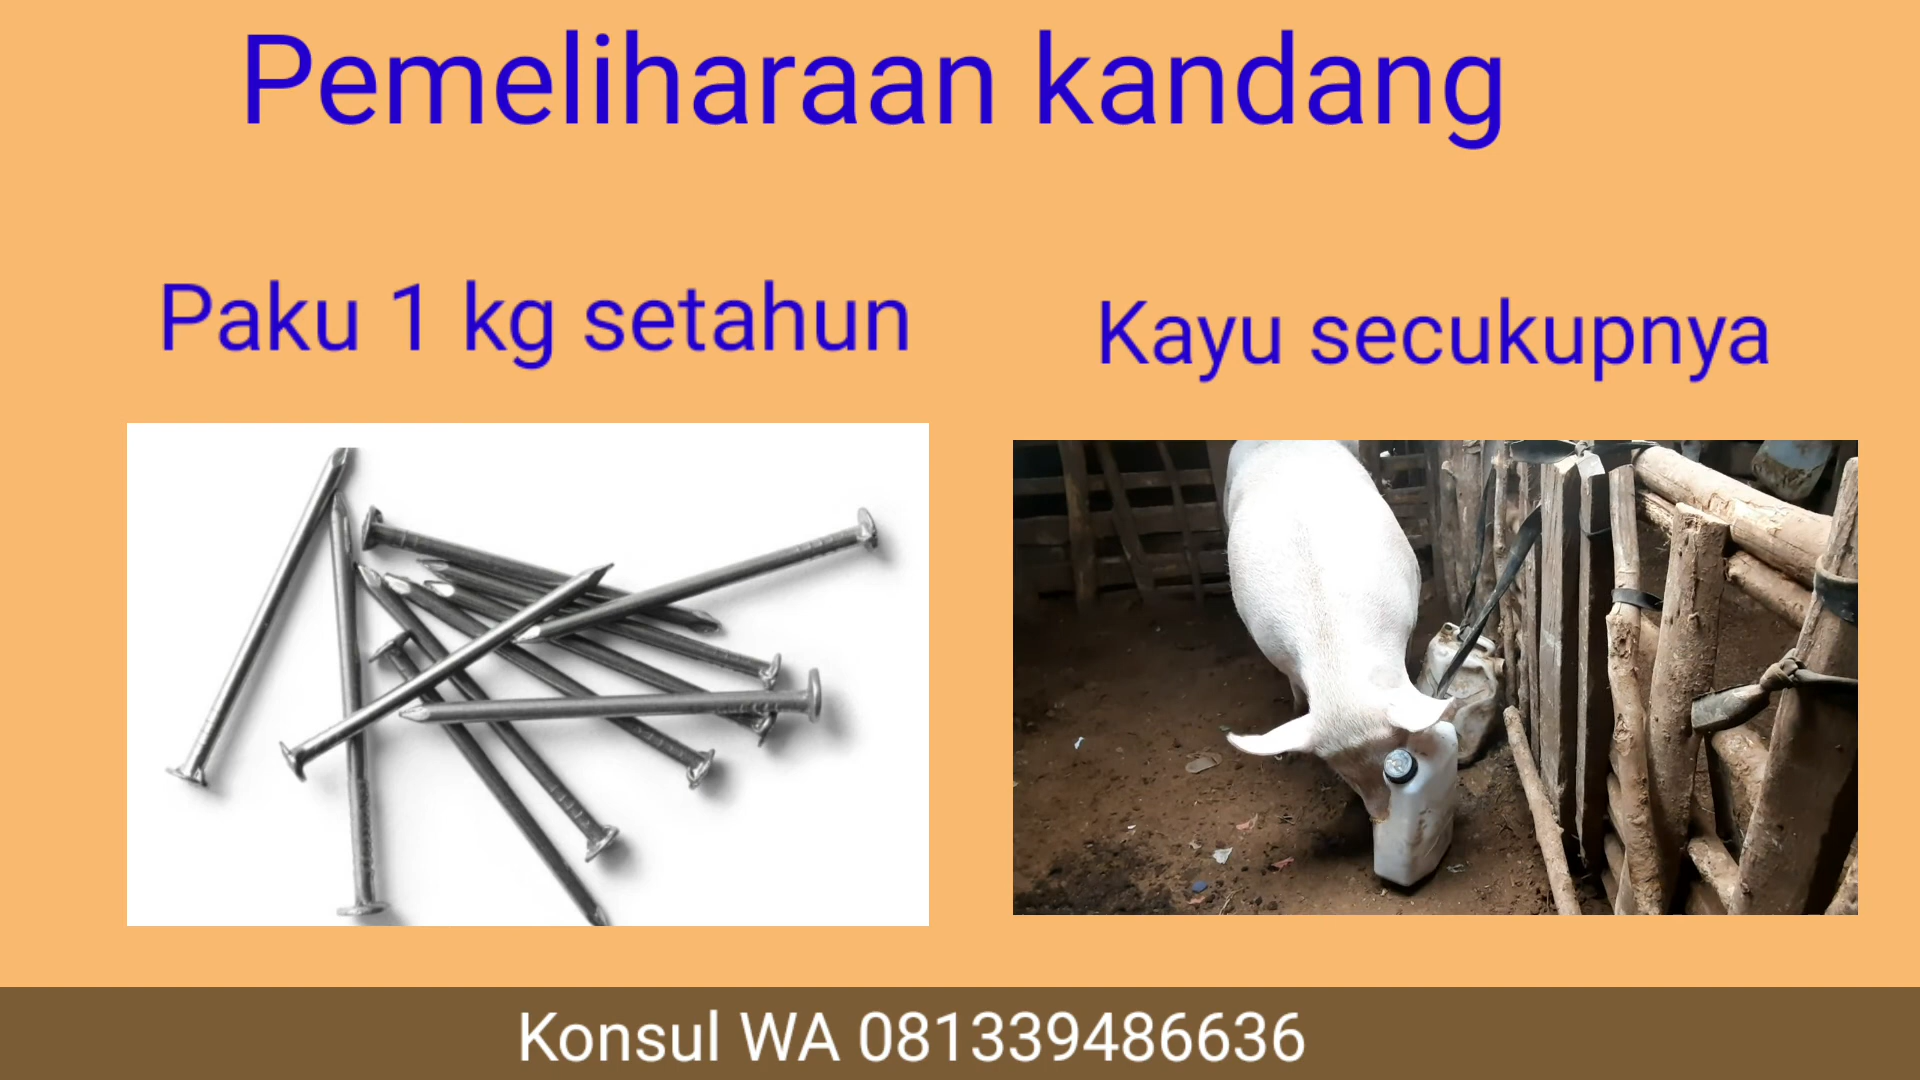 Pemeliharaan kandang
Paku 1 kg setahun
Kayu secukupnya
Konsul WA 081339486636